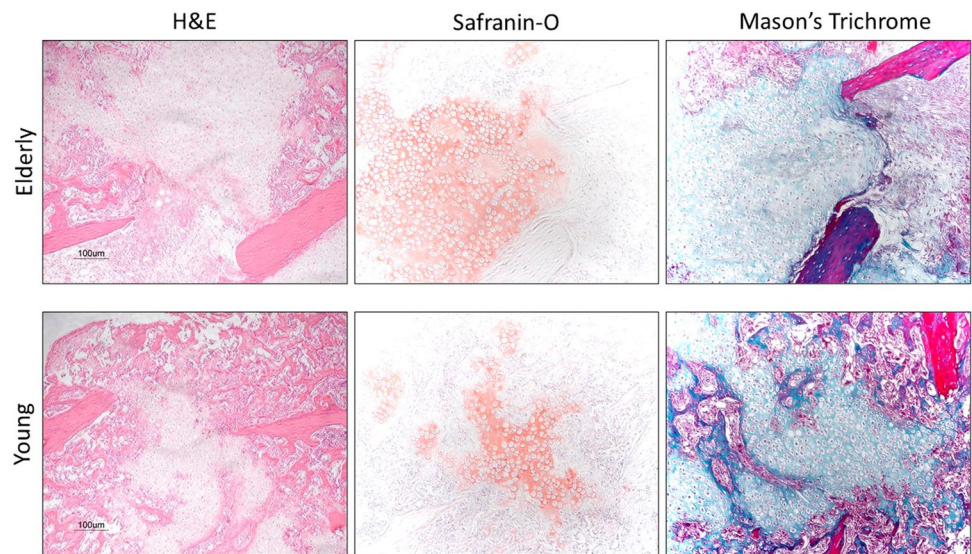 H&E
Safranin-O
Mason's Trichrome
Elderly
100um
Young
100um